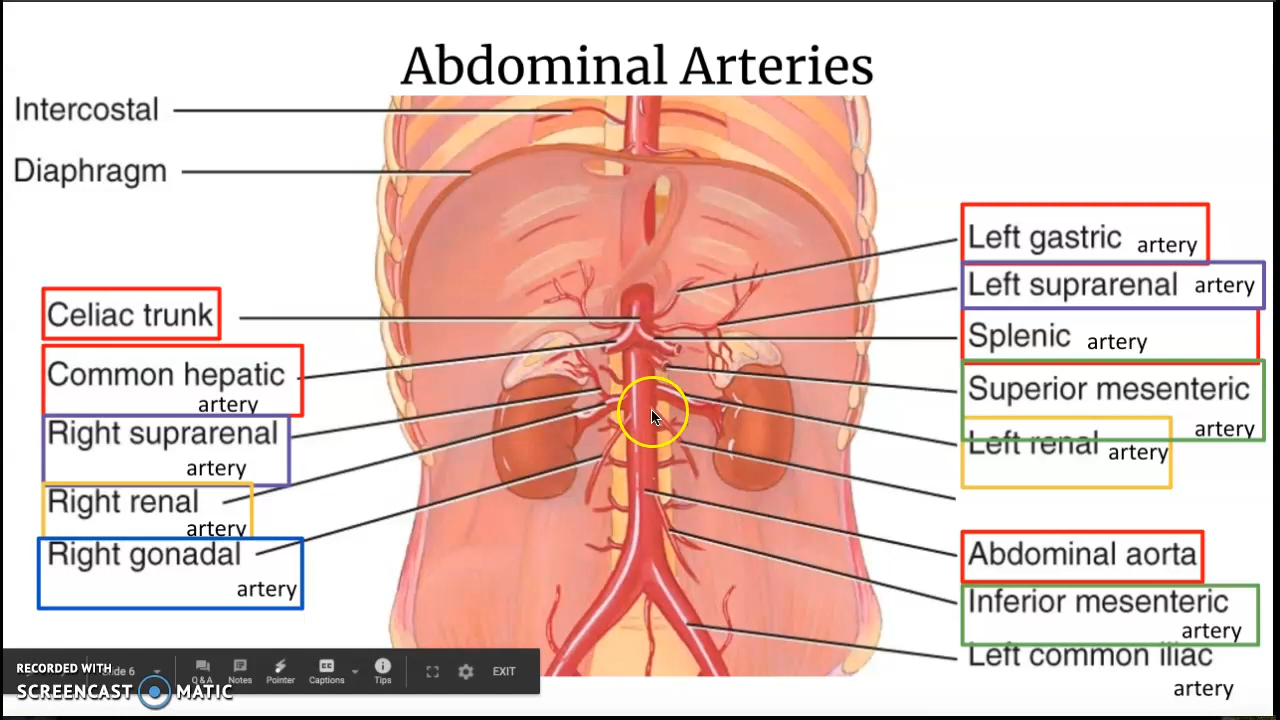 Abdominal Arteries
Intercostal
Diaphragm
Celiac trunk
Common hepatic
artery
Right suprarenal
artery
Right renal
artery
Right gonadal
artery
Left gastric artery
Left suprarenal artery
Splenic artery
Superior mesenteric
artery
Left renal artery
Abdominal aorta
Inferior mesenteric
artery
Left common iliac
artery
RECORDED WITH
SCREENCAST MATIC
Slide 6
Q&A
Notes
Pointer
Captions
Tips
EXIT